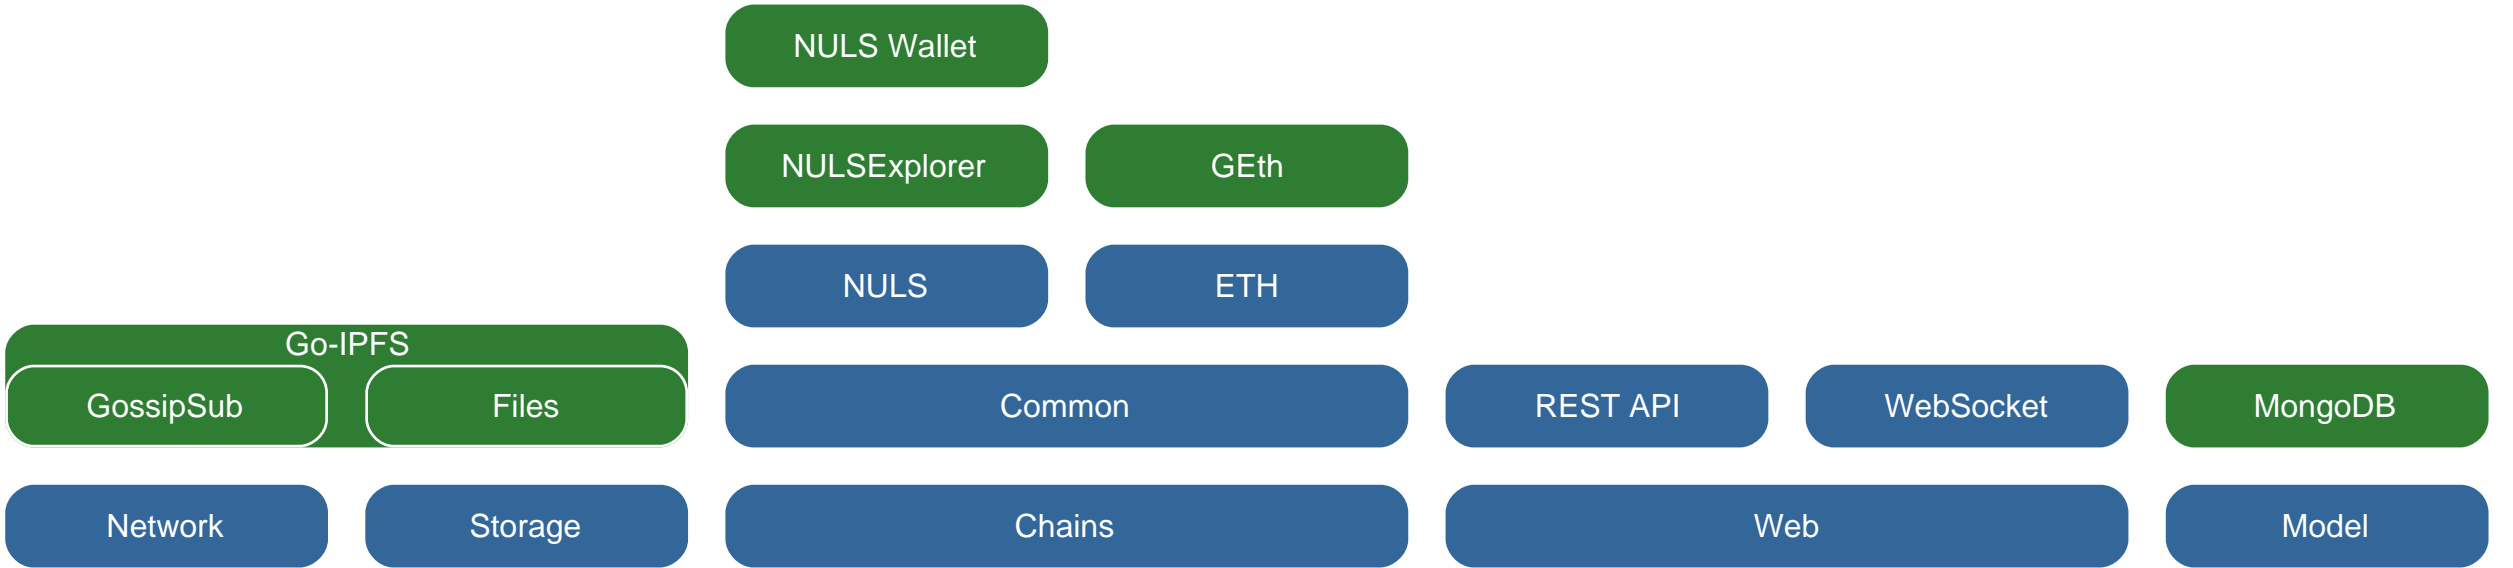 NULS Wallet
NULSExplorer
GEth
NULS
ETH
Go-IPFS
GossipSub
Files
Common
REST API
WebSocket
MongoDB
Network
Storage
Chains
Web
Model